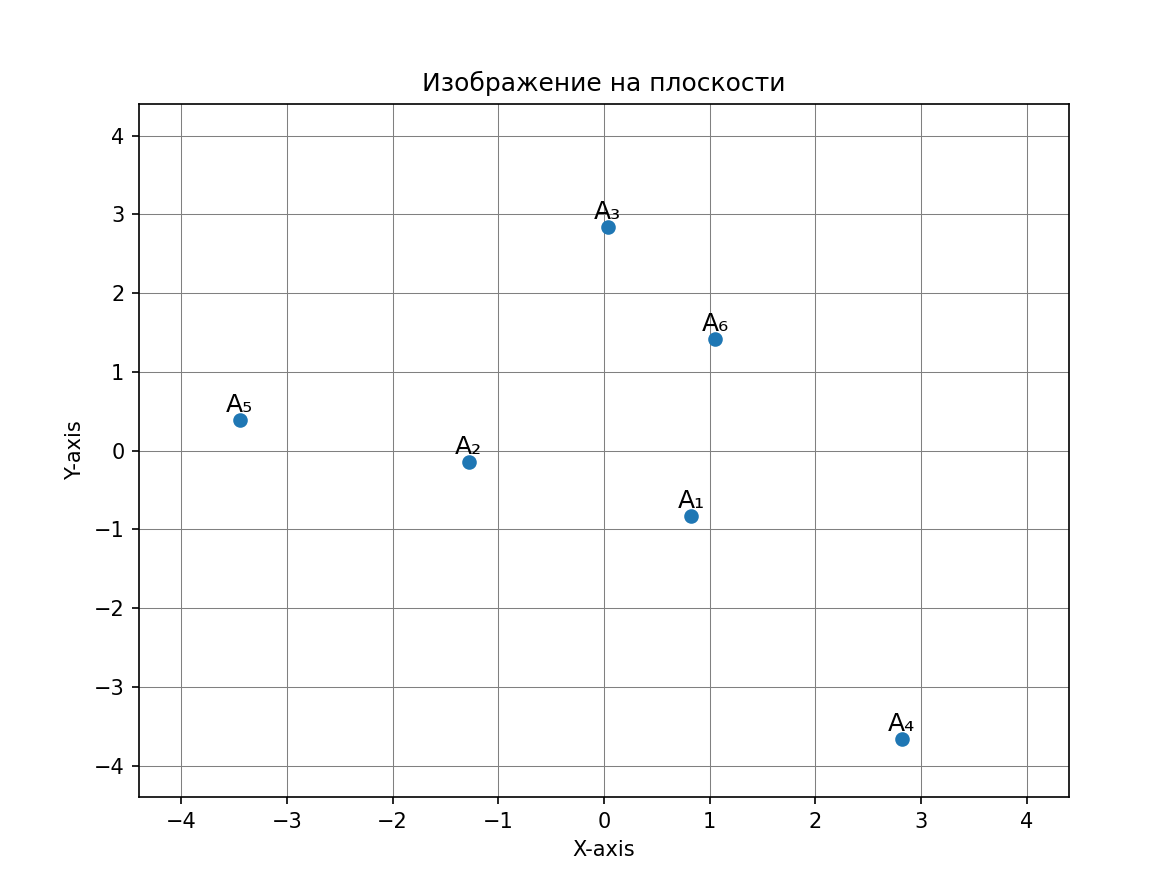 Изображение на плоскости
4
3
2
1
0
−1
−2
−3
−4
Y-axis
A₃
A₆
A₅
A₂
A₁
A₄
−4 −3 −2 −1 0 1 2 3 4
X-axis